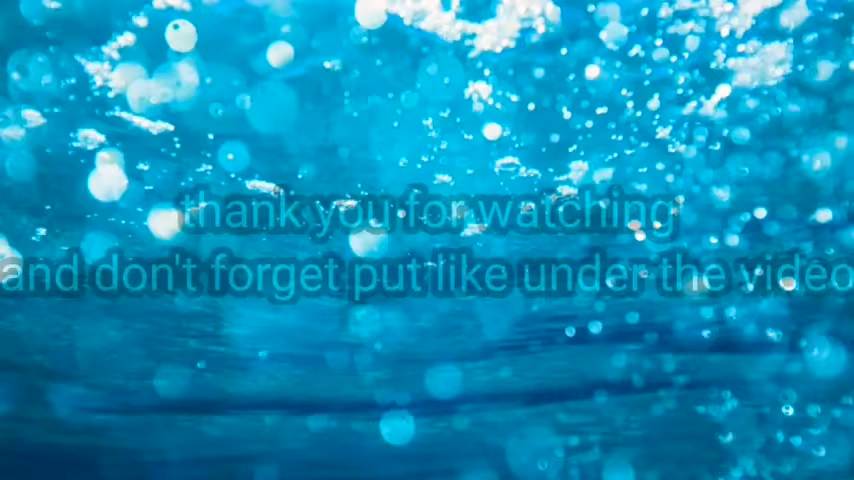 thank you for watching
and don't forget put like under the video